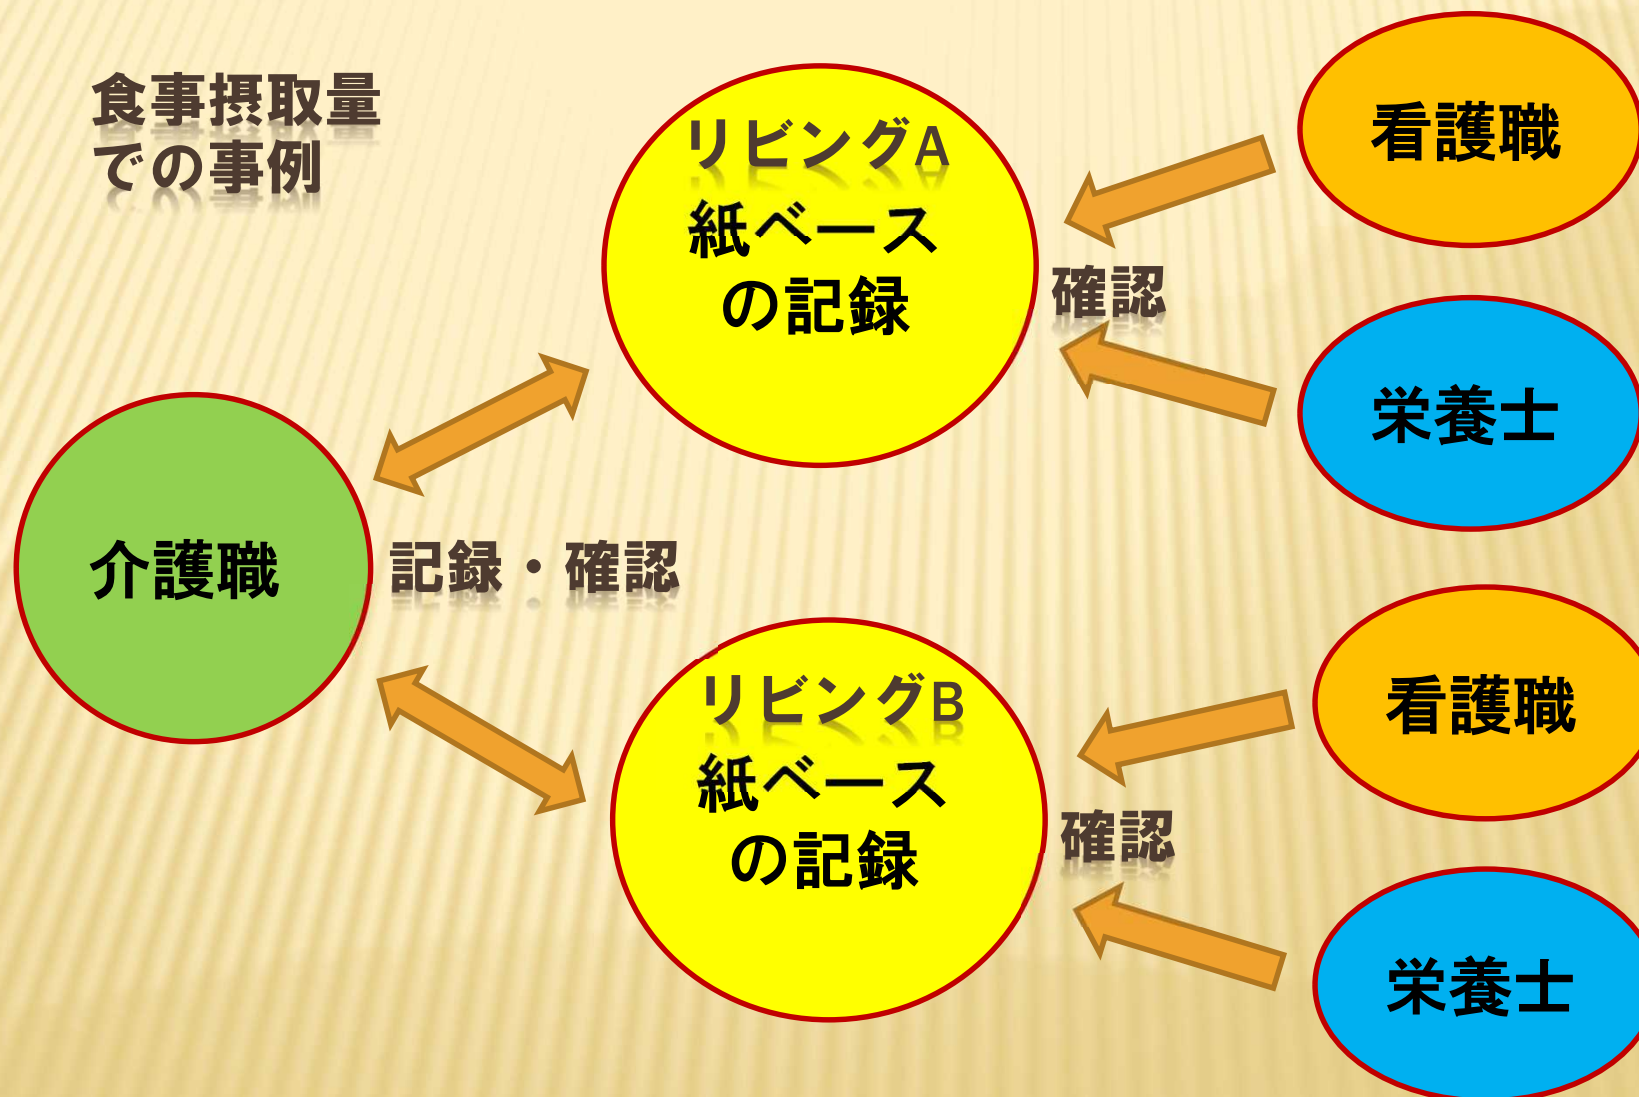 食事摂取量
での事例
リビングA
紙ベース
の記録
看護職
確認
栄養士
介護職
記録・確認
リビングB
紙ベース
の記録
看護職
確認
栄養士